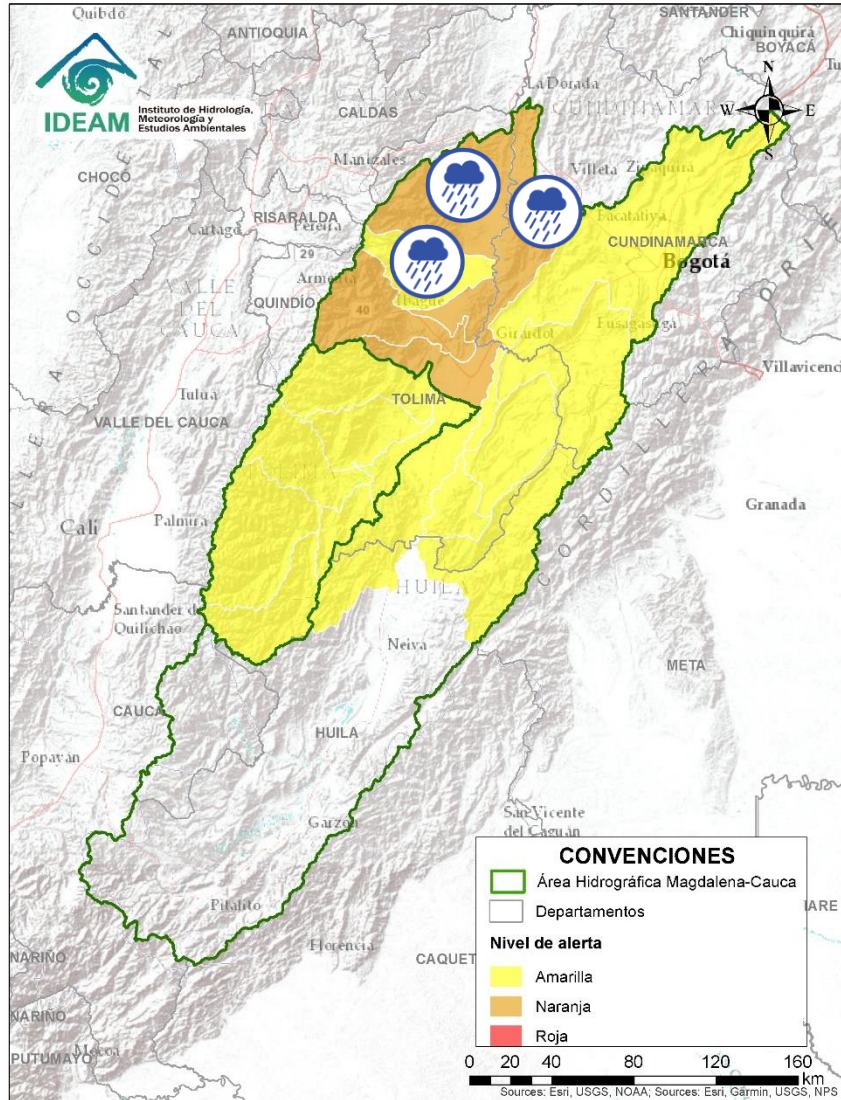 IDEAM
Instituto de Hidrología,
Meteorología y
Estudios Ambientales
Quibdó
ANTIOQUIA
SANTANDER
Chiquinquirá
BOYACÁ
N
W
E
S
La Dorada
CALDAS
Manizales
Villeta
CHOCÓ
RISARALDA
Pereira
Cartago
29
Armenia
QUINDÍO
40
Ibagué
Facatativá
CUNDINAMARCA
Bogotá
Girardot
Fusagasugá
VALLE
DEL
CAUCA
Villavicenci
Tuluá
TOLIMA
VALLE DEL CAUCA
Granada
Cali
Palmira
HUILA
Santander de
Quilichao
Neiva
META
CAUCA
HUILA
Popayán
Garzón
San Vicente
del Caguán
Pitalito
Florencia
NARIÑO
CAQUET
IARE
NARIÑO
PUTUMAYO
Mocoa
CONVENCIONES
Área Hidrográfica Magdalena-Cauca
Departamentos
Nivel de alerta
Amarilla
Naranja
Roja
0 20 40 80 120 160
km
Sources: Esri, USGS, NOAA; Sources: Esri, Garmin, USGS, NPS